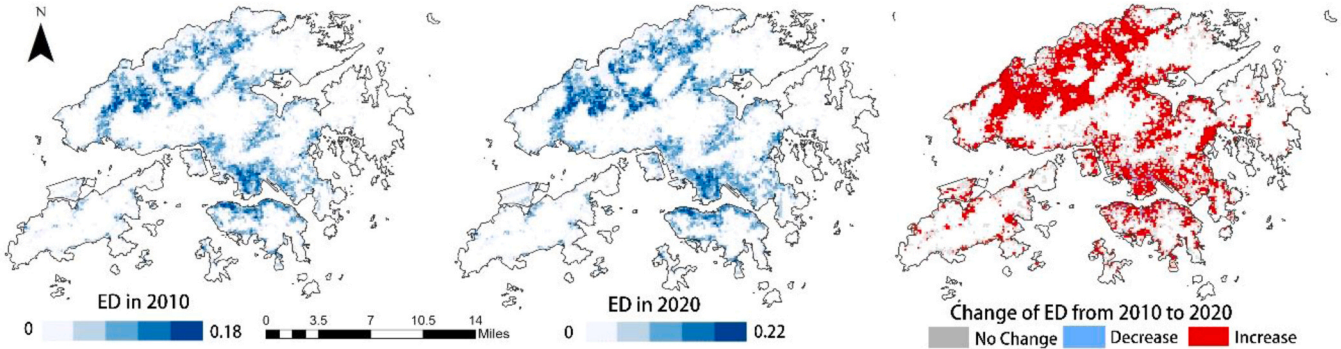 N
ED in 2010
0 0.18
0 3.5 7 10.5 14
Miles
ED in 2020
0 0.22
Change of ED from 2010 to 2020
No Change Decrease Increase